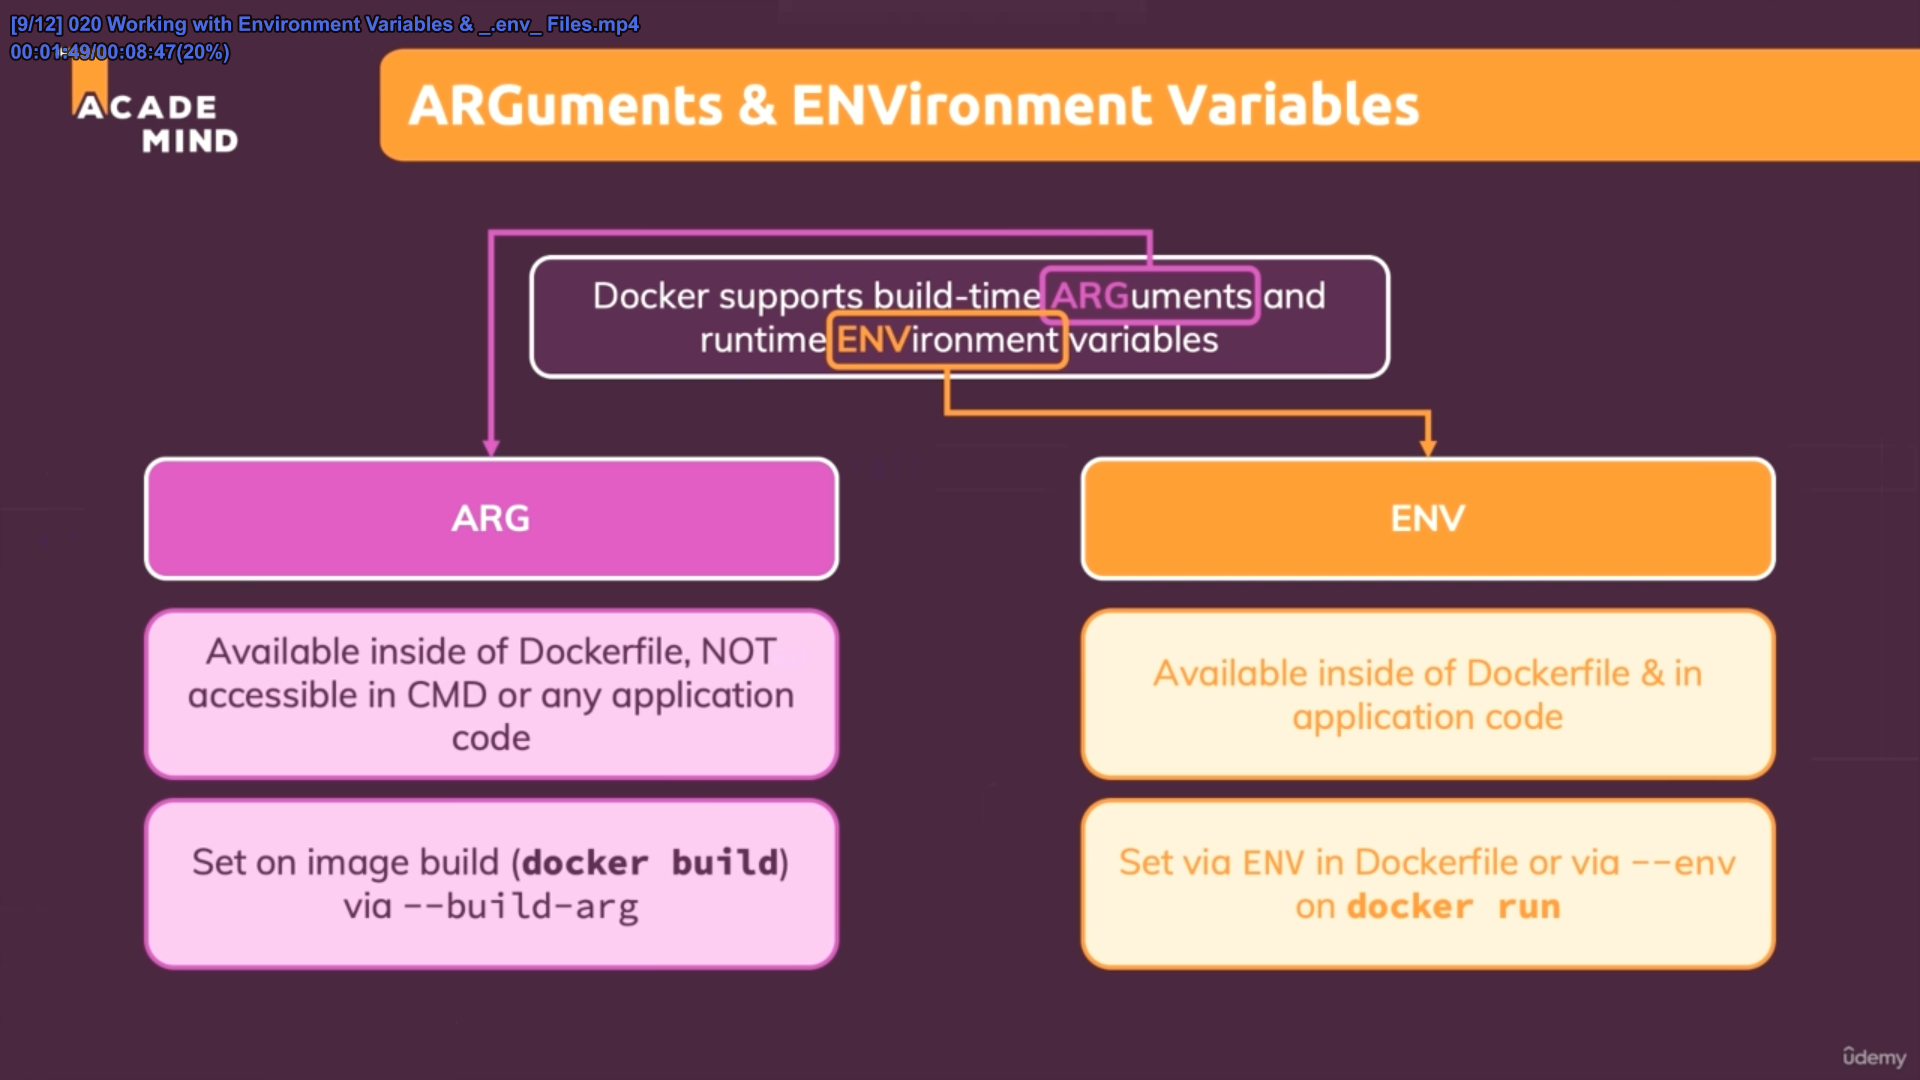 [9/12] 020 Working with Environment Variables & _.env_ Files.mp4
00:01:49/00:08:47(20%)
ACADE
MIND
ARGuments & ENVironment Variables
Docker supports build-time ARGuments and
runtime ENVironment variables
ARG
Available inside of Dockerfile, NOT
accessible in CMD or any application
code
Set on image build (docker build)
via --build-arg
ENV
Available inside of Dockerfile & in
application code
Set via ENV in Dockerfile or via --env
on docker run
ûdemy